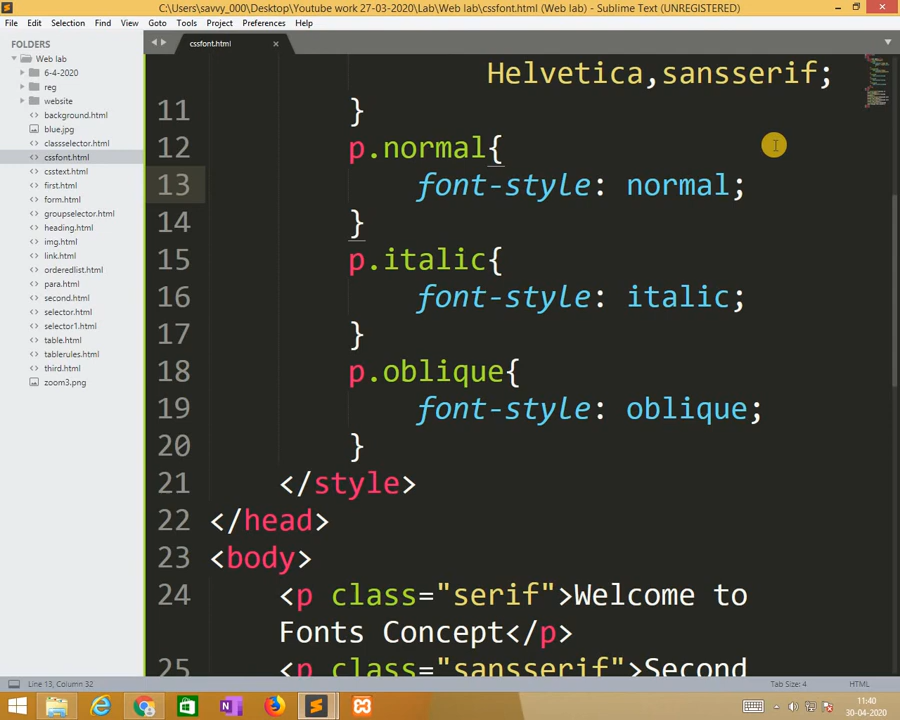 C:\Users\savvy_000\Desktop\Youtube work 27-03-2020\Lab\Web lab\cssfont.html (Web lab) - Sublime Text (UNREGISTERED)
File Edit Selection Find View Goto Tools Project Preferences Help
FOLDERS
Web lab
6-4-2020
reg
website
background.html
blue.jpg
classselector.html
cssfont.html
csstext.html
first.html
form.html
groupselector.html
heading.html
img.html
link.html
orderedlist.html
para.html
second.html
selector.html
selector1.html
table.html
tablerules.html
third.html
zoom3.png
cssfont.html
Helvetica,sansserif;
11 }
12 p.normal{
13 font-style: normal;
14 }
15 p.italic{
16 font-style: italic;
17 }
18 p.oblique{
19 font-style: oblique;
20 }
21 </style>
22 </head>
23 <body>
24 <p class="serif">Welcome to
Fonts Concept</p>
25 <p class="sansserif">Second
Line 13, Column 32
Tab Size: 4
HTML
11:40
30-04-2020